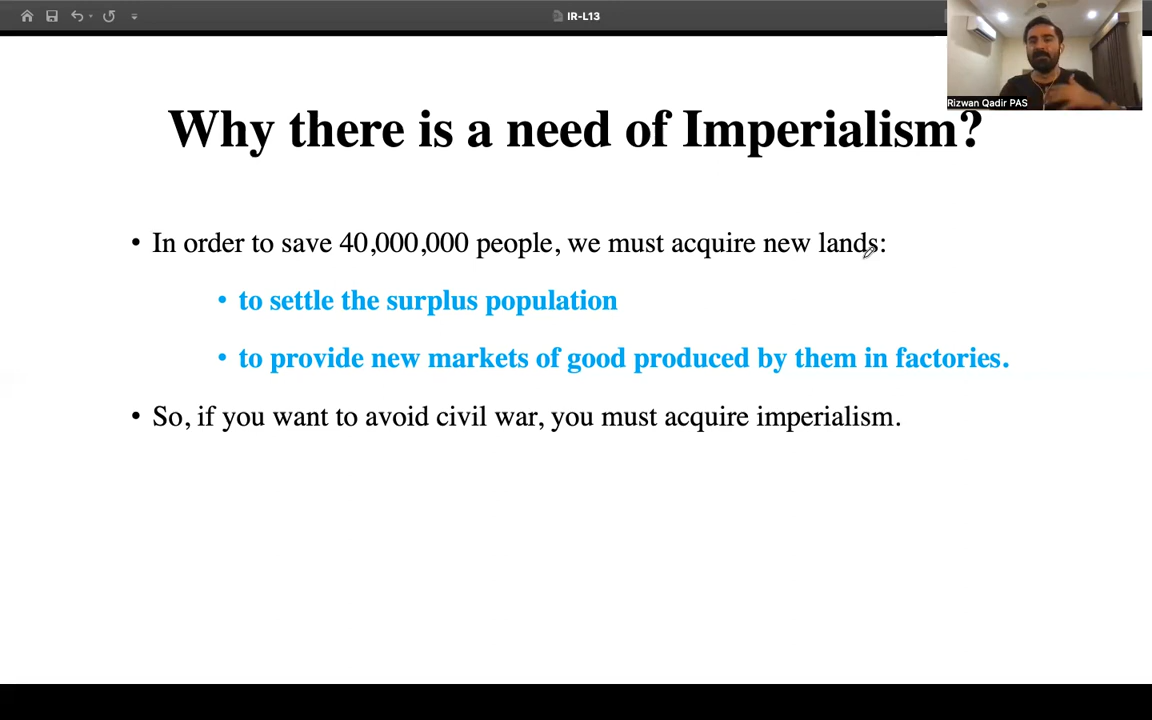 IR-L13
Rizwan Qadir PAS
Why there is a need of Imperialism?
• In order to save 40,000,000 people, we must acquire new lands:
• to settle the surplus population
• to provide new markets of good produced by them in factories.
• So, if you want to avoid civil war, you must acquire imperialism.